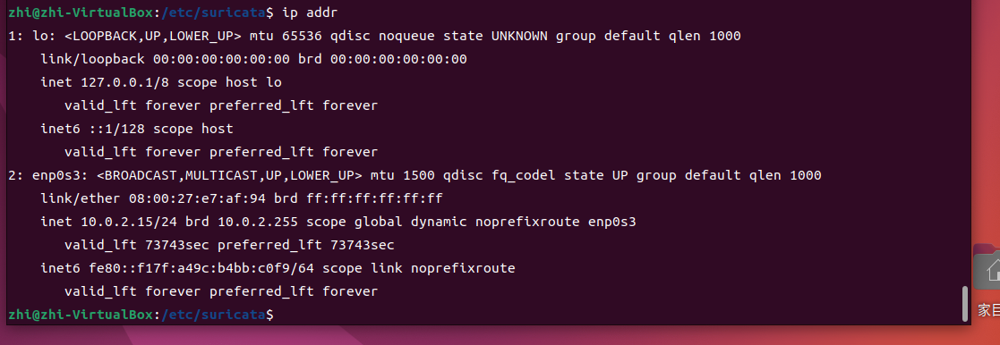 zhi@zhi-VirtualBox:/etc/suricata$ ip addr
1: lo: <LOOPBACK,UP,LOWER_UP> mtu 65536 qdisc noqueue state UNKNOWN group default qlen 1000
    link/loopback 00:00:00:00:00:00 brd 00:00:00:00:00:00
    inet 127.0.0.1/8 scope host lo
       valid_lft forever preferred_lft forever
    inet6 ::1/128 scope host
       valid_lft forever preferred_lft forever
2: enp0s3: <BROADCAST,MULTICAST,UP,LOWER_UP> mtu 1500 qdisc fq_codel state UP group default qlen 1000
    link/ether 08:00:27:e7:af:94 brd ff:ff:ff:ff:ff:ff
    inet 10.0.2.15/24 brd 10.0.2.255 scope global dynamic noprefixroute enp0s3
       valid_lft 73743sec preferred_lft 73743sec
    inet6 fe80::f17f:a49c:b4bb:c0f9/64 scope link noprefixroute
       valid_lft forever preferred_lft forever
zhi@zhi-VirtualBox:/etc/suricata$
家目